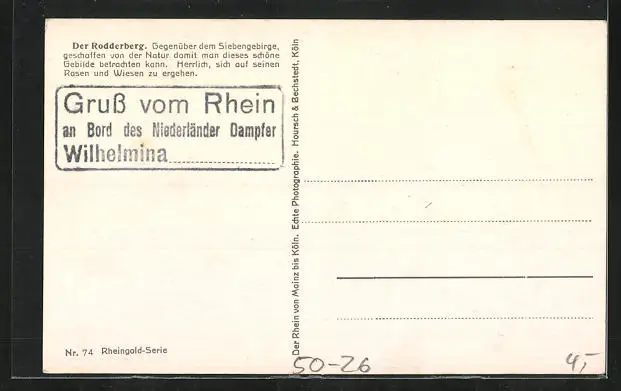 Der Rodderberg. Gegenüber dem Siebengebirge,
geschaffen von der Natur damit man dieses schöne
Gebilde betrachten kann. Herrlich, sich auf seinen
Rasen und Wiesen zu ergehen.
Gruß vom Rhein
an Bord des Niederländer Dampfer
Wilhelmina
Der Rhein von Mainz bis Köln. Echte Photographie. Hoursch & Bechstedt, Köln
Nr. 74 Rheingold-Serie
50-26
4,-